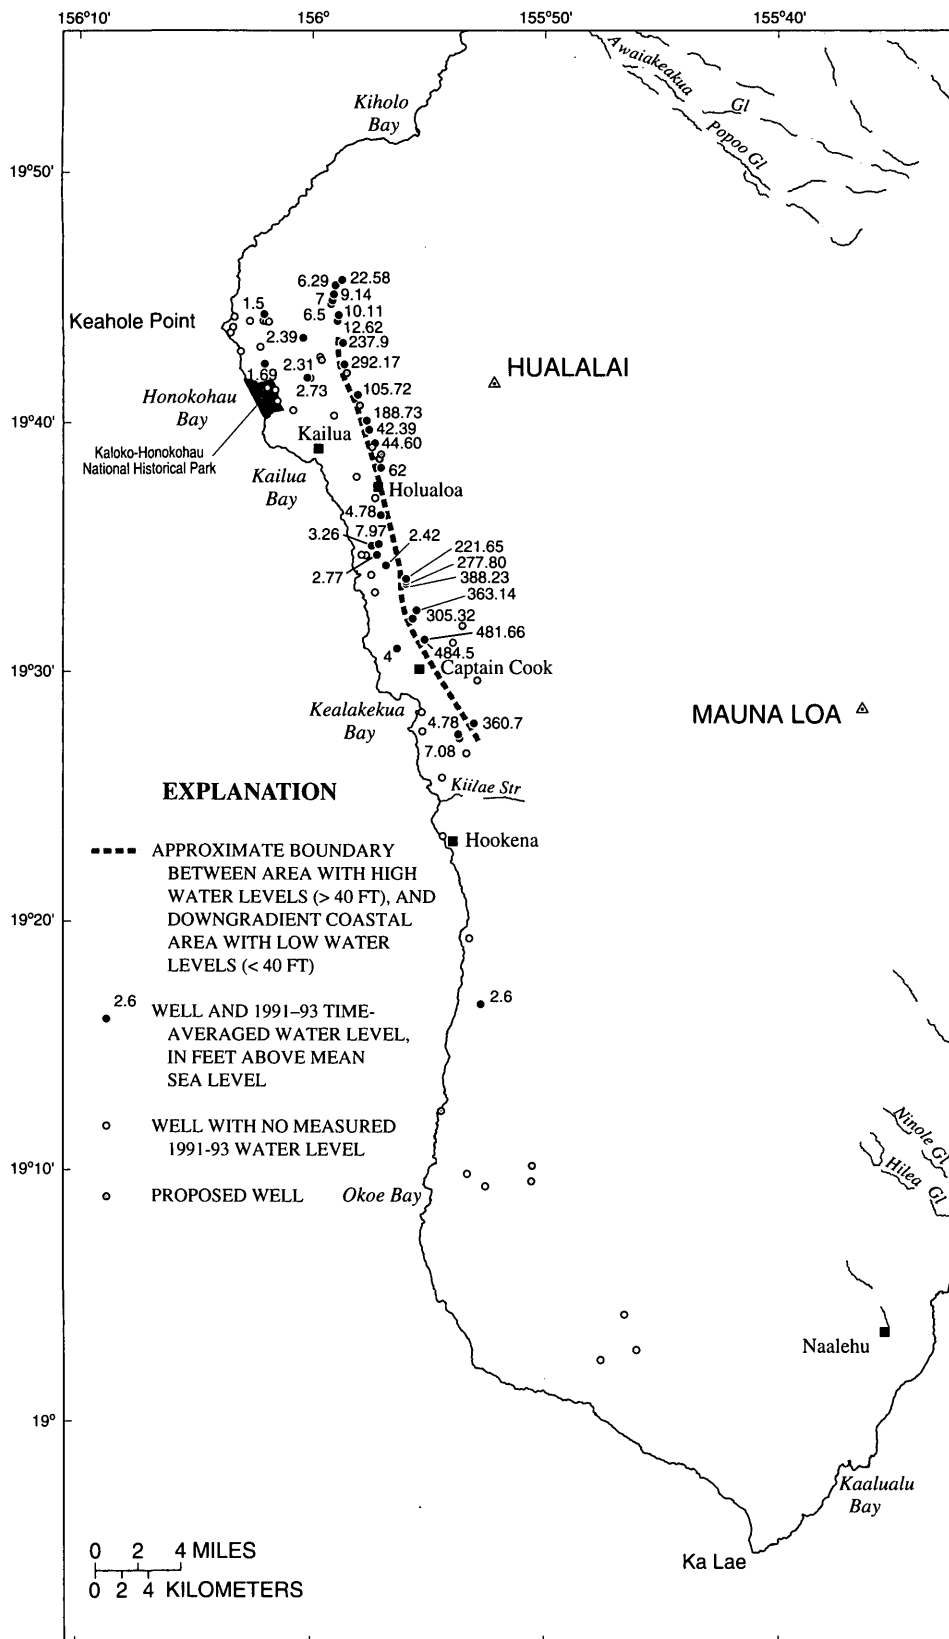 156°10'
156°
155°50'
155°40'
Awaiakeakua
Gl
Popoo Gl
Kiholo
Bay
19°50'
6.29
22.58
7
9.14
1.5
6.5
10.11
Keahole Point
12.62
2.39
237.9
2.31
292.17
HUALALAI
1.69
2.73
105.72
Honokohau
Bay
188.73
42.39
19°40'
Kailua
44.60
Kaloko-Honokohau
National Historical Park
62
Kailua
Bay
Holualoa
4.78
3.26
7.97
2.42
221.65
277.80
2.77
388.23
363.14
305.32
481.66
4
484.5
19°30'
Captain Cook
Kealakekua
Bay
4.78
360.7
MAUNA LOA
7.08
Kiilae Str
EXPLANATION
Hookena
APPROXIMATE BOUNDARY
BETWEEN AREA WITH HIGH
WATER LEVELS (> 40 FT), AND
DOWNGRADIENT COASTAL
AREA WITH LOW WATER
LEVELS (< 40 FT)
19°20'
2.6
2.6
WELL AND 1991–93 TIME-
AVERAGED WATER LEVEL,
IN FEET ABOVE MEAN
SEA LEVEL
WELL WITH NO MEASURED
1991-93 WATER LEVEL
Ninole Gl
Hilea Gl
19°10'
PROPOSED WELL
Okoe Bay
Naalehu
19°
Kaalualu
Bay
Ka Lae
0 2 4 MILES
0 2 4 KILOMETERS